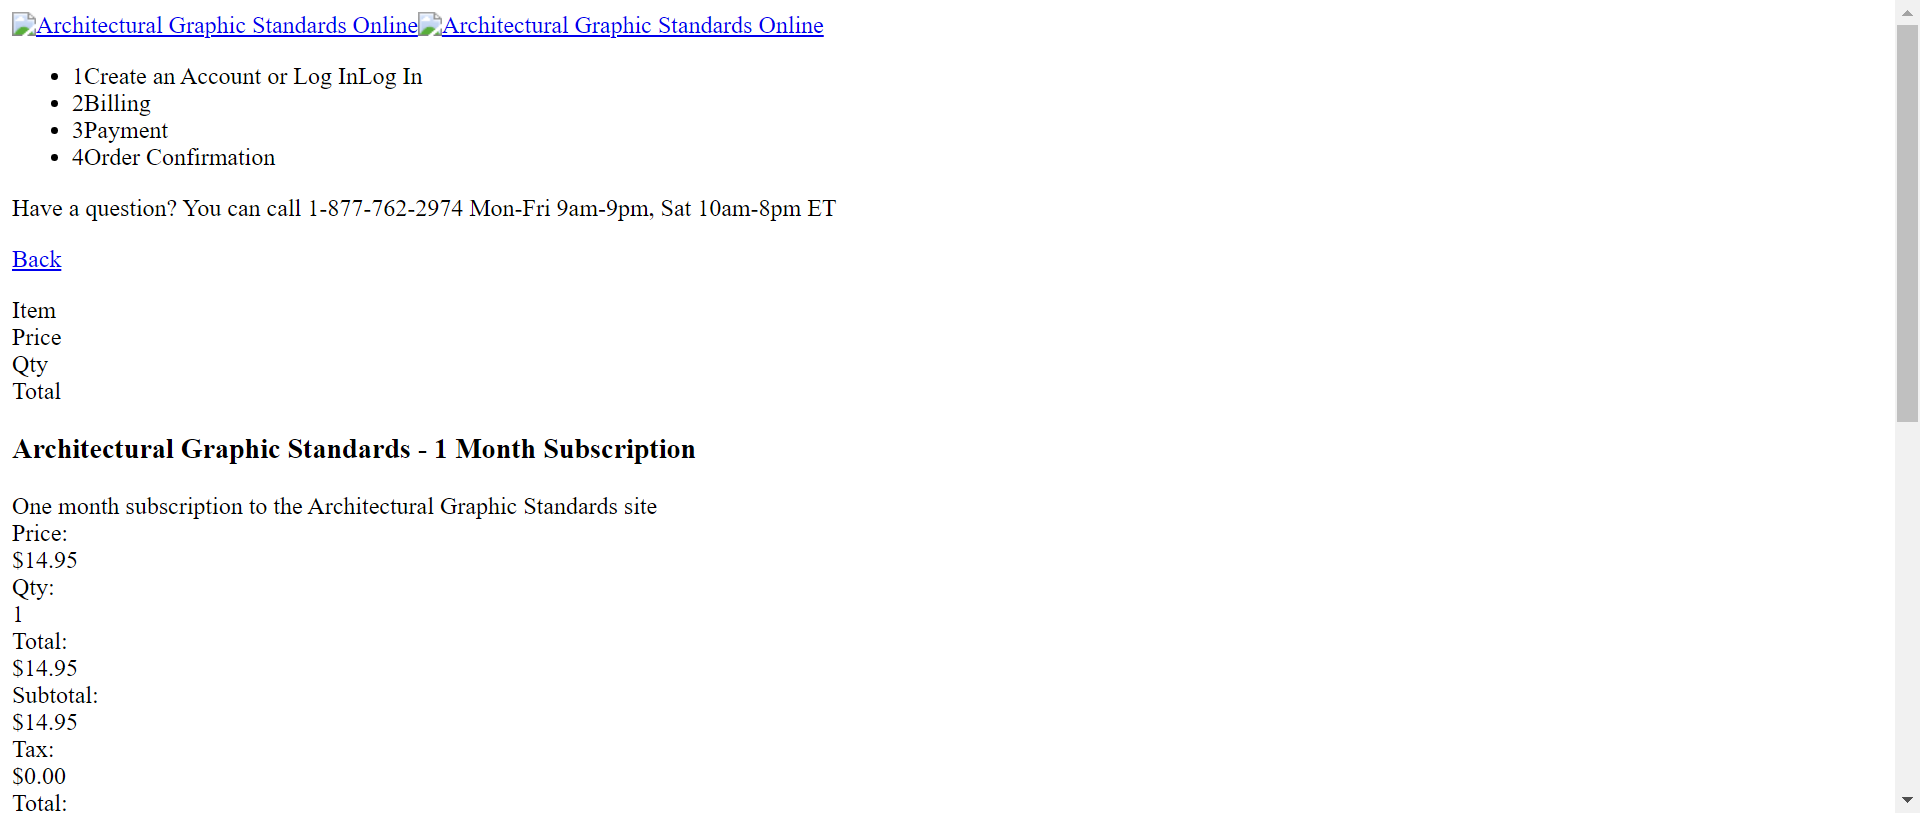 Architectural Graphic Standards OnlineArchitectural Graphic Standards Online
1Create an Account or Log InLog In
2Billing
3Payment
4Order Confirmation
Have a question? You can call 1-877-762-2974 Mon-Fri 9am-9pm, Sat 10am-8pm ET
Back
Item
Price
Qty
Total
Architectural Graphic Standards - 1 Month Subscription
One month subscription to the Architectural Graphic Standards site
Price:
$14.95
Qty:
1
Total:
$14.95
Subtotal:
$14.95
Tax:
$0.00
Total: